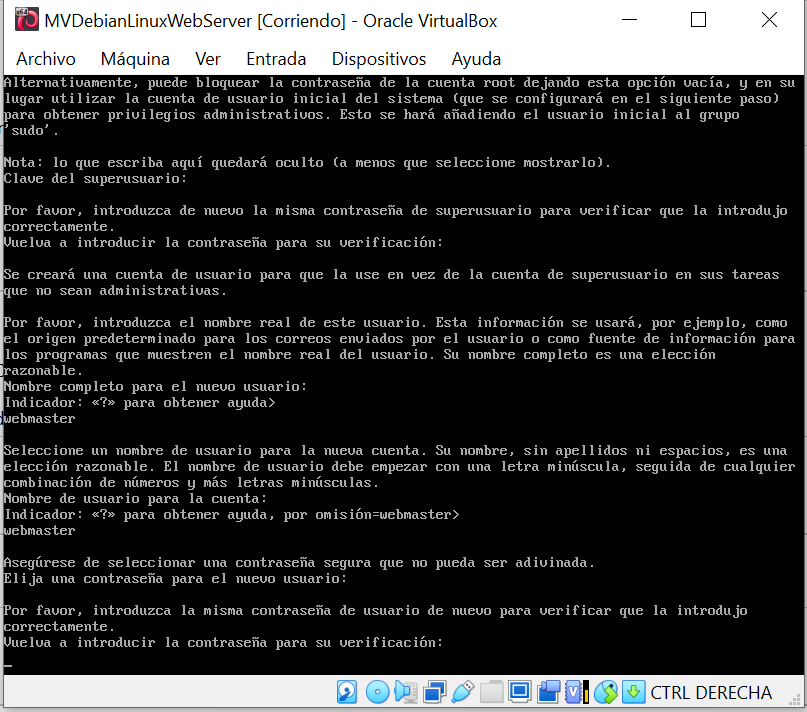 MVDebianLinuxWebServer [Corriendo] - Oracle VirtualBox
Archivo Máquina Ver Entrada Dispositivos Ayuda
Alternativamente, puede bloquear la contraseña de la cuenta root dejando esta opción vacía, y en su
lugar utilizar la cuenta de usuario inicial del sistema (que se configurará en el siguiente paso)
para obtener privilegios administrativos. Esto se hará añadiendo el usuario inicial al grupo
'sudo'.
Nota: lo que escriba aquí quedará oculto (a menos que seleccione mostrarlo).
Clave del superusuario:
Por favor, introduzca de nuevo la misma contraseña de superusuario para verificar que la introdujo
correctamente.
Vuelva a introducir la contraseña para su verificación:
Se creará una cuenta de usuario para que la use en vez de la cuenta de superusuario en sus tareas
que no sean administrativas.
Por favor, introduzca el nombre real de este usuario. Esta información se usará, por ejemplo, como
el origen predeterminado para los correos enviados por el usuario o como fuente de información para
los programas que muestren el nombre real del usuario. Su nombre completo es una elección
razonable.
Nombre completo para el nuevo usuario:
Indicador: «?» para obtener ayuda>
webmaster
Seleccione un nombre de usuario para la nueva cuenta. Su nombre, sin apellidos ni espacios, es una
elección razonable. El nombre de usuario debe empezar con una letra minúscula, seguida de cualquier
combinación de números y más letras minúsculas.
Nombre de usuario para la cuenta:
Indicador: «?» para obtener ayuda, por omisión=webmaster>
webmaster
Asegúrese de seleccionar una contraseña segura que no pueda ser adivinada.
Elija una contraseña para el nuevo usuario:
Por favor, introduzca la misma contraseña de usuario de nuevo para verificar que la introdujo
correctamente.
Vuelva a introducir la contraseña para su verificación:
_
CTRL DERECHA